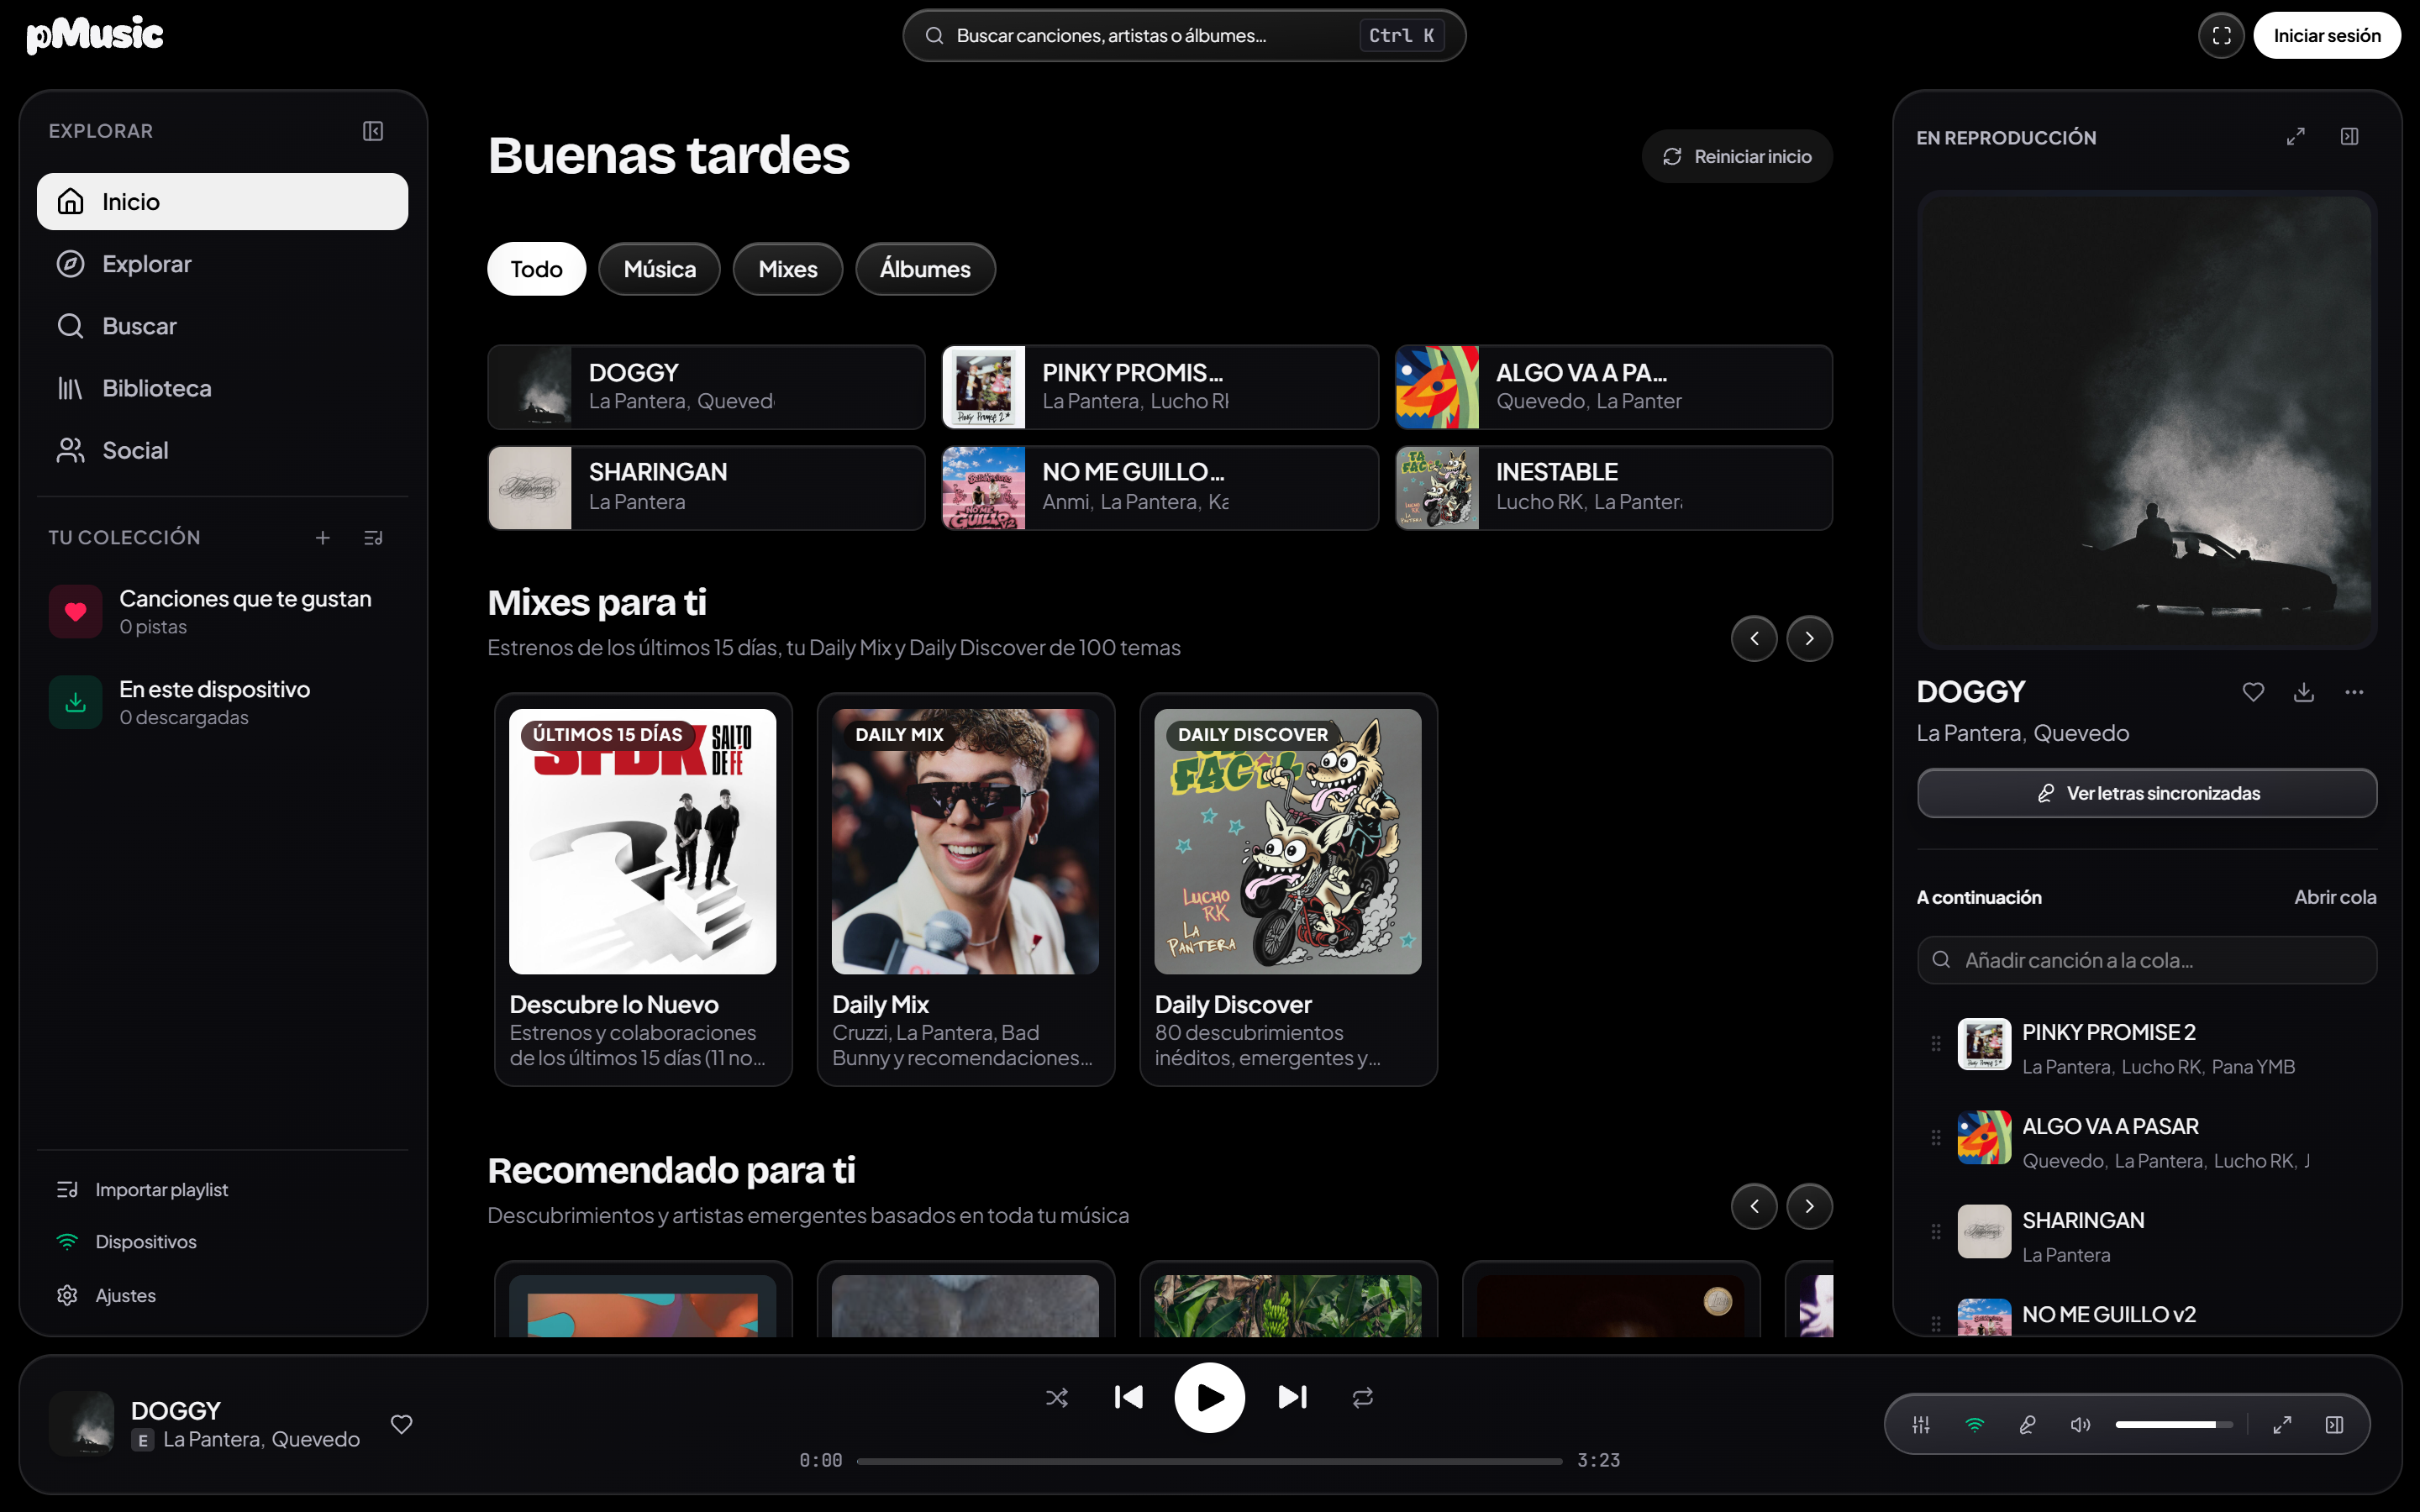 pMusic
Buscar canciones, artistas o álbumes...
Ctrl K
Iniciar sesión
EXPLORAR
Inicio
Explorar
Buscar
Biblioteca
Social
TU COLECCIÓN
Canciones que te gustan
0 pistas
En este dispositivo
0 descargadas
Importar playlist
Dispositivos
Ajustes
Buenas tardes
Reiniciar inicio
Todo
Música
Mixes
Álbumes
DOGGY
La Pantera, Queved
PINKY PROMIS...
La Pantera, Lucho R
ALGO VA A PA...
Quevedo, La Panter
SHARINGAN
La Pantera
NO ME GUILLO...
Anmi, La Pantera, Ka
INESTABLE
Lucho RK, La Panter
Mixes para ti
Estrenos de los últimos 15 días, tu Daily Mix y Daily Discover de 100 temas
ÚLTIMOS 15 DÍAS
SFDK
SALTO
DE FÉ
Descubre lo Nuevo
Estrenos y colaboraciones
de los últimos 15 días (11 no...
DAILY MIX
Daily Mix
Cruzzi, La Pantera, Bad
Bunny y recomendaciones...
DAILY DISCOVER
FACIL
LUCHO
RK
LA
PANTERA
Daily Discover
80 descubrimientos
inéditos, emergentes y...
Recomendado para ti
Descubrimientos y artistas emergentes basados en toda tu música
EN REPRODUCCIÓN
DOGGY
La Pantera, Quevedo
Ver letras sincronizadas
A continuación
Abrir cola
Añadir canción a la cola...
PINKY PROMISE 2
La Pantera, Lucho RK, Pana YMB
ALGO VA A PASAR
Quevedo, La Pantera, Lucho RK, J
SHARINGAN
La Pantera
NO ME GUILLO v2
DOGGY
E La Pantera, Quevedo
0:00
3:23